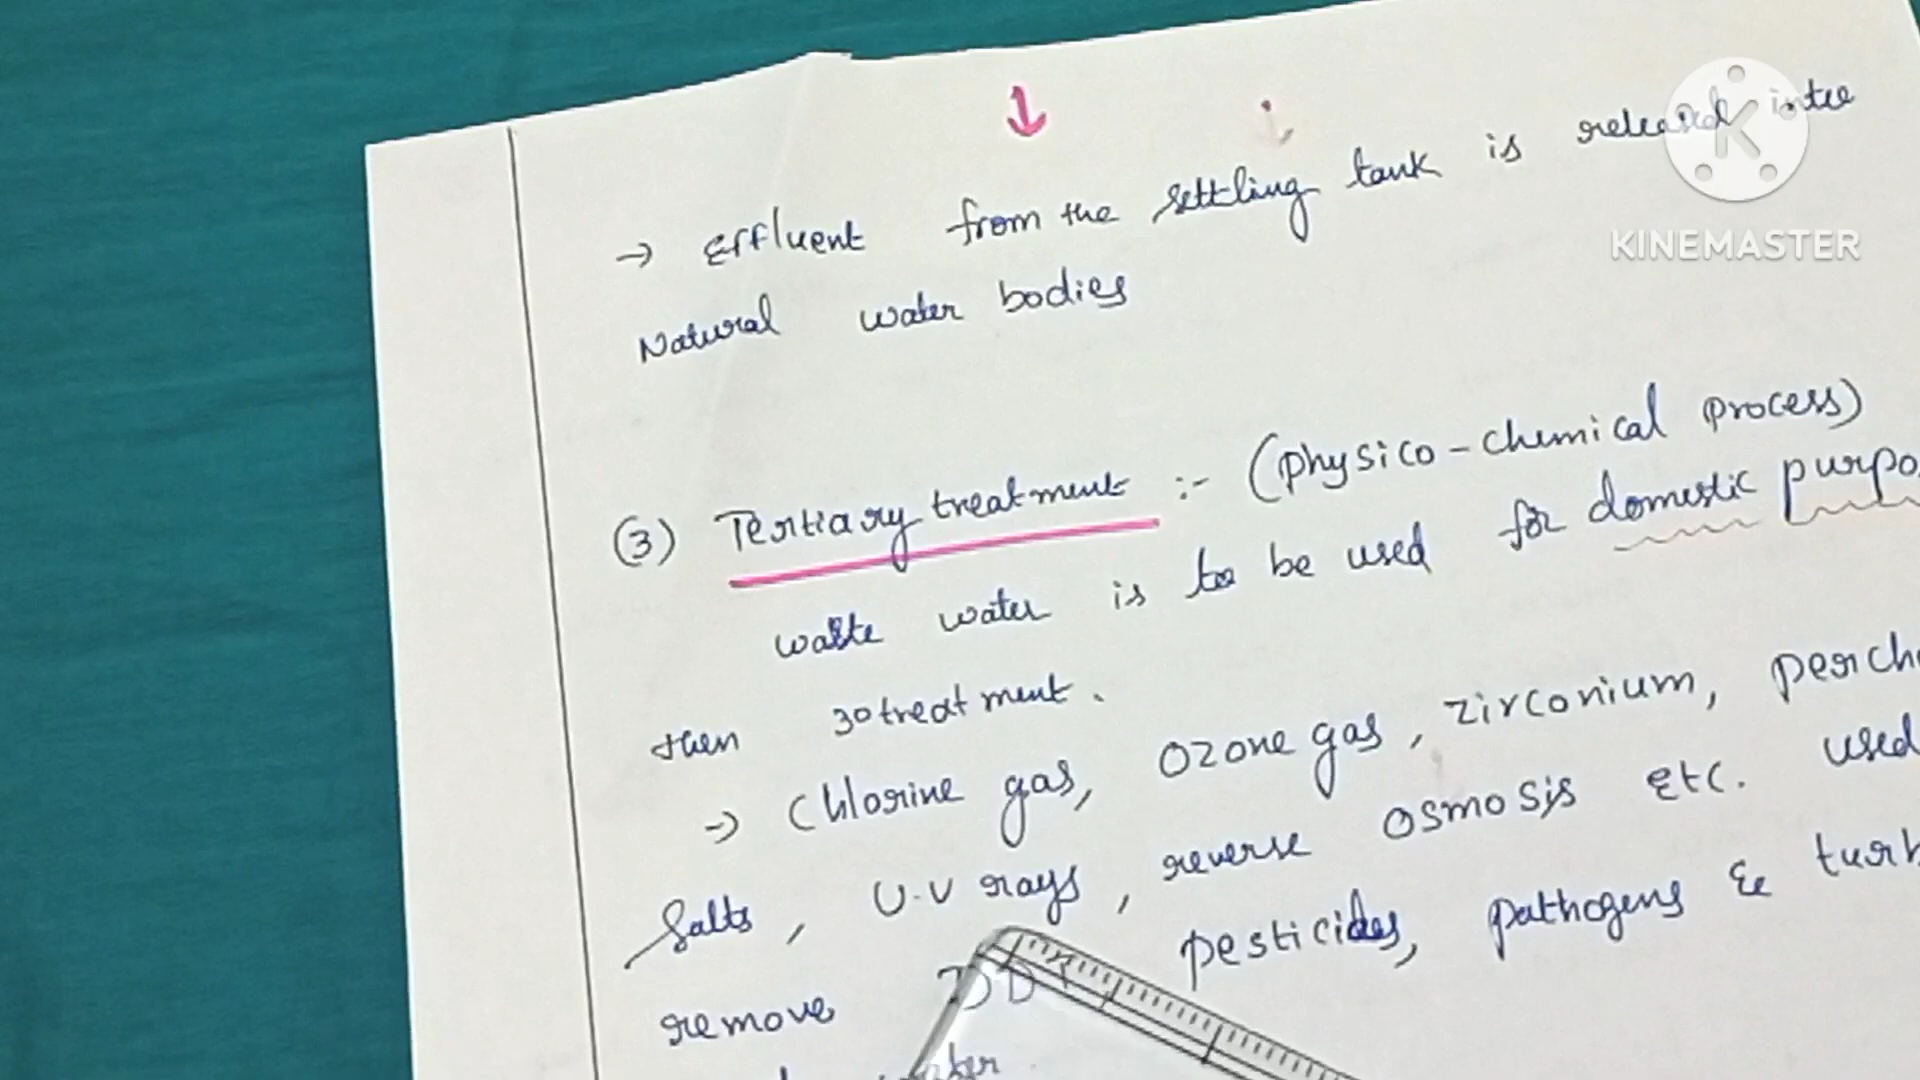 → Effluent from the settling tank is released into
Natural water bodies
(3) Tertiary treatment :- (Physico-chemical process)
waste water is to be used for domestic purpo
then 3º treatment.
→ Chlorine gas, Ozone gas, zirconium, perch
salts, U.V rays, reverse osmosis etc. used
remove DDT, pesticides, pathogens & turb
KINEMASTER